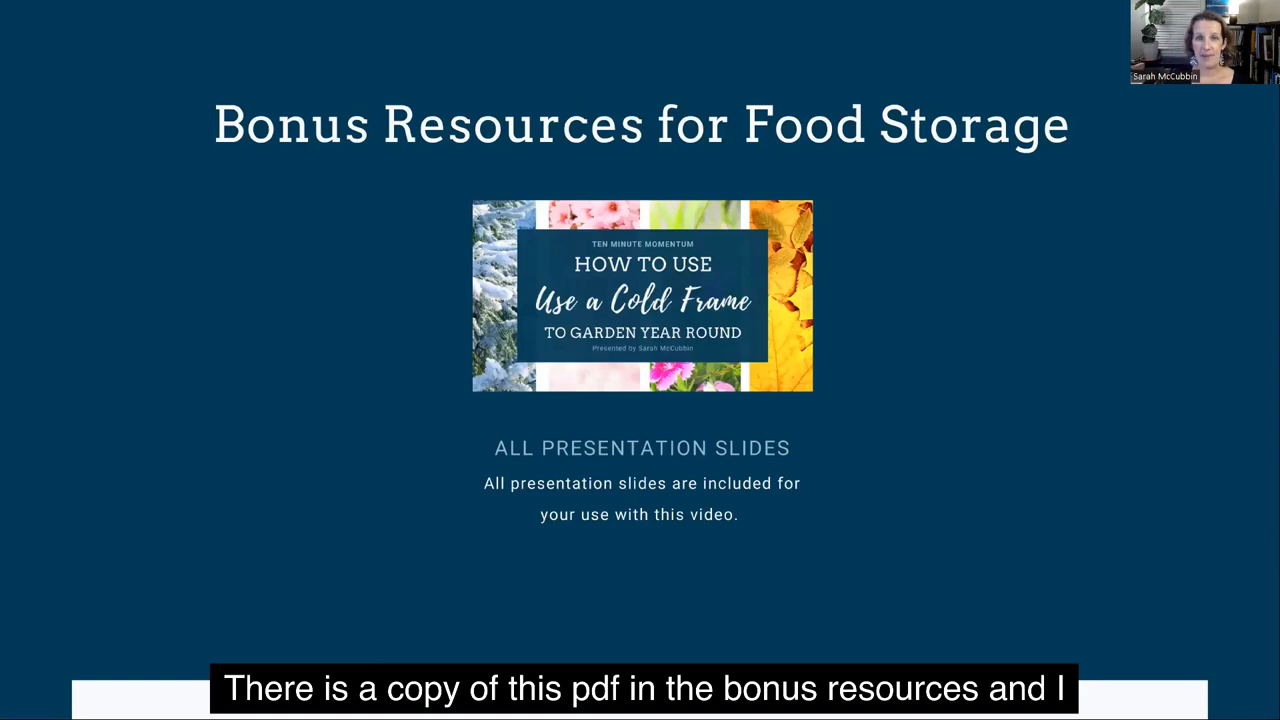 Sarah McCubbin
Bonus Resources for Food Storage
TEN MINUTE MOMENTUM
HOW TO USE
Use a Cold Frame
TO GARDEN YEAR ROUND
Presented by Sarah McCubbin
ALL PRESENTATION SLIDES
All presentation slides are included for
your use with this video.
There is a copy of this pdf in the bonus resources and I